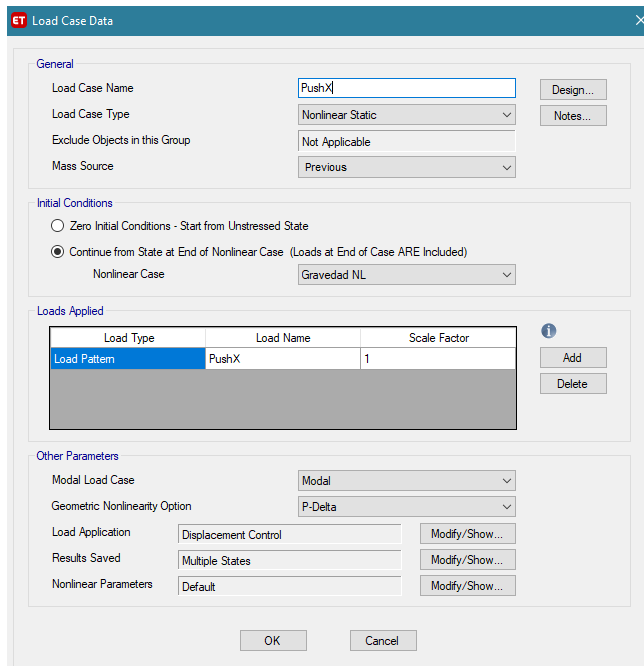 ET Load Case Data
General
Load Case Name PushX Design...
Load Case Type Nonlinear Static Notes...
Exclude Objects in this Group Not Applicable
Mass Source Previous
Initial Conditions
Zero Initial Conditions - Start from Unstressed State
Continue from State at End of Nonlinear Case (Loads at End of Case ARE Included)
Nonlinear Case Gravedad NL
Loads Applied
Load Type Load Name Scale Factor
Load Pattern PushX 1
Add
Delete
Other Parameters
Modal Load Case Modal
Geometric Nonlinearity Option P-Delta
Load Application Displacement Control Modify/Show...
Results Saved Multiple States Modify/Show...
Nonlinear Parameters Default Modify/Show...
OK Cancel